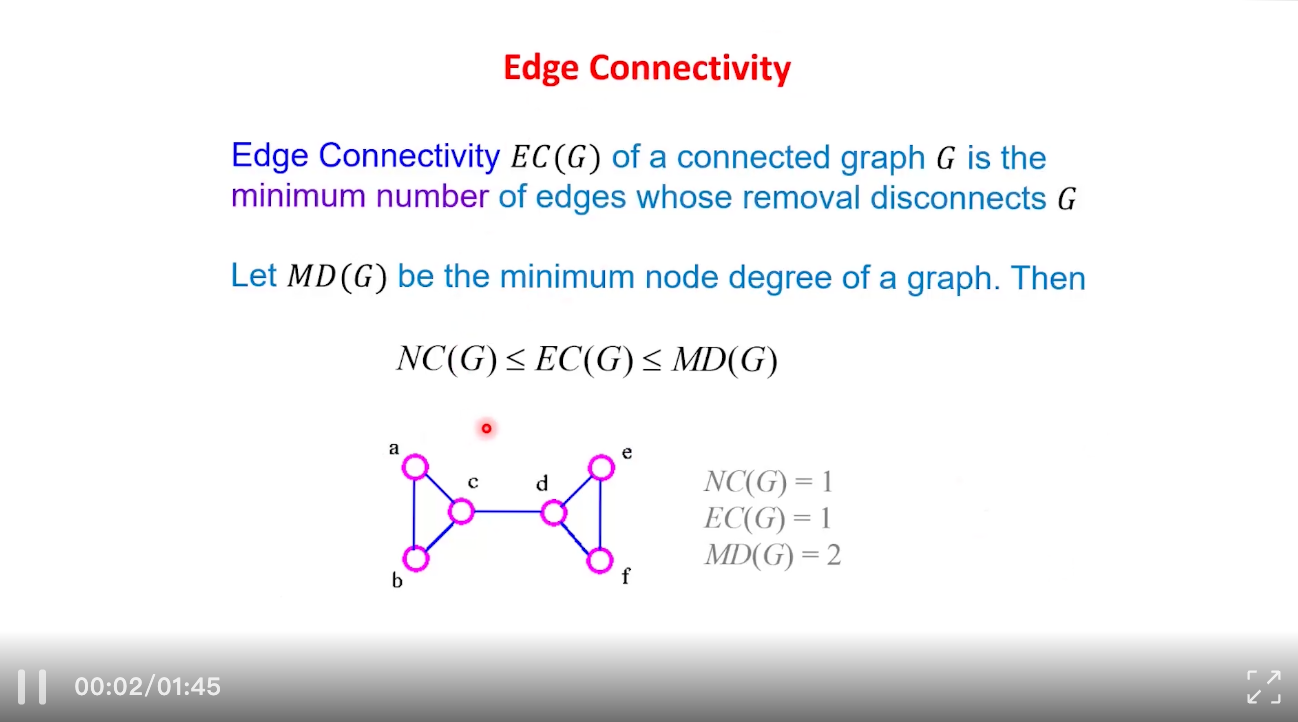 Edge Connectivity
Edge Connectivity EC(G) of a connected graph G is the
minimum number of edges whose removal disconnects G
Let MD(G) be the minimum node degree of a graph. Then
NC(G) ≤ EC(G) ≤ MD(G)
a
e
c
d
b
f
NC(G) = 1
EC(G) = 1
MD(G) = 2
00:02/01:45